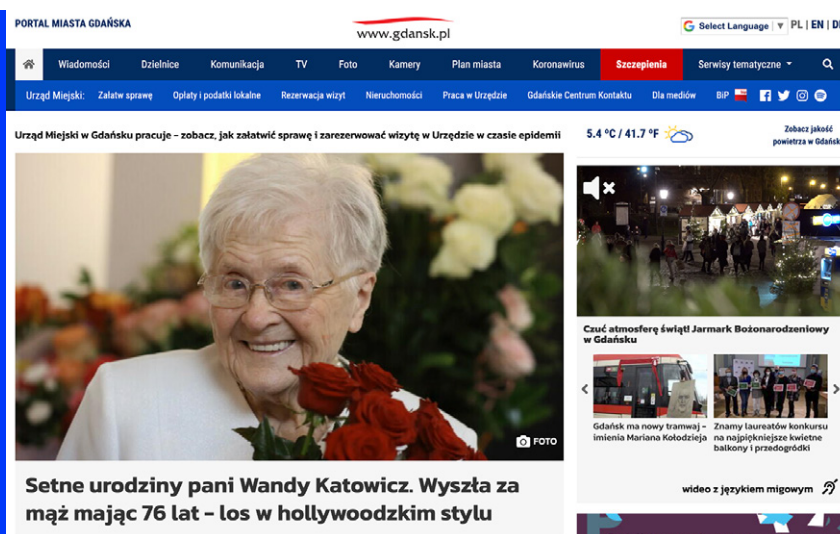 PORTAL MIASTA GDAŃSKA
www.gdansk.pl
Select Language ▼ PL | EN |
Wiadomości Dzielnice Komunikacja TV Foto Kamery Plan miasta Koronawirus Szczepienia Serwisy tematyczne
Urząd Miejski: Załatw sprawę Opłaty i podatki lokalne Rezerwacja wizyt Nieruchomości Praca w Urzędzie Gdańskie Centrum Kontaktu Dla mediów BiP
Urząd Miejski w Gdańsku pracuje – zobacz, jak załatwić sprawę i zarezerwować wizytę w Urzędzie w czasie epidemii
5.4 °C / 41.7 °F
Zobacz jakość
powietrza w Gdańsk
FOTO
Setne urodziny pani Wandy Katowicz. Wyszła za
mąż mając 76 lat – los w hollywoodzkim stylu
Czuć atmosferę świąt! Jarmark Bożonarodzeniowy
w Gdańsku
Gdańsk ma nowy tramwaj –
imienia Mariana Kołodzieja
Znamy laureatów konkursu
na najpiękniejsze kwietne
balkony i przedogródki
wideo z językiem migowym